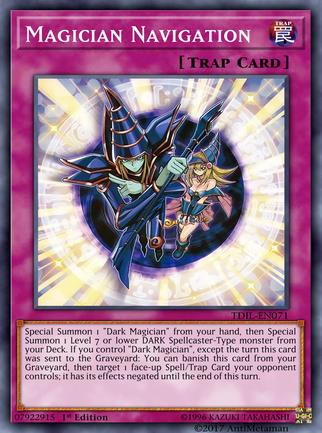 Magician Navigation
TRAP
罠
[Trap Card]
TDIL-EN071
Special Summon 1 "Dark Magician" from your hand, then Special
Summon 1 Level 7 or lower DARK Spellcaster-Type monster from
your Deck. If you control "Dark Magician", except the turn this card
was sent to the Graveyard: You can banish this card from your
Graveyard, then target 1 face-up Spell/Trap Card your opponent
controls; it has its effects negated until the end of this turn.
07922915 1st Edition
©1996 KAZUKI TAKAHASHI
©2017 AntiMetaman